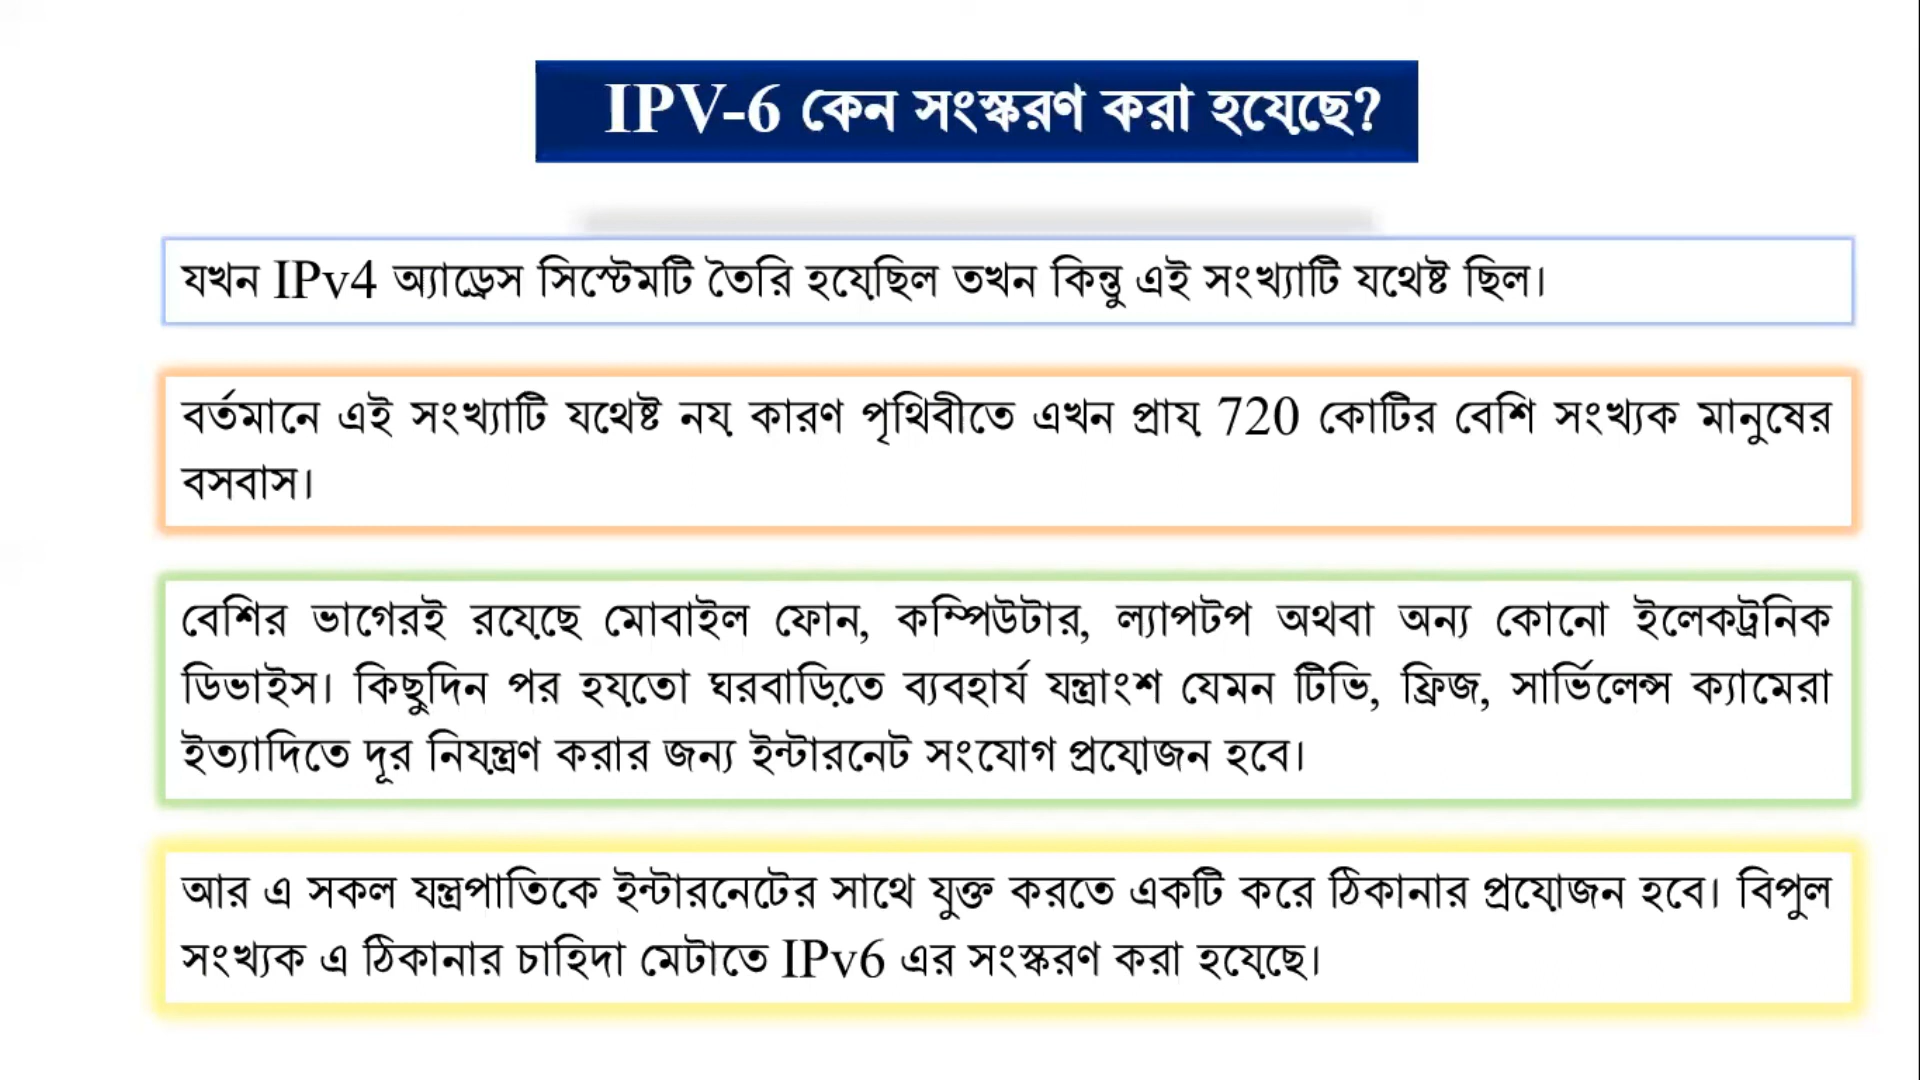 IPV-6 কেন সংস্করণ করা হয়েছে?
যখন IPv4 অ্যাড্রেস সিস্টেমটি তৈরি হয়েছিল তখন কিন্তু এই সংখ্যাটি যথেষ্ট ছিল।
বর্তমানে এই সংখ্যাটি যথেষ্ট নয় কারণ পৃথিবীতে এখন প্রায় 720 কোটির বেশি সংখ্যক মানুষের
বসবাস।
বেশির ভাগেরই রয়েছে মোবাইল ফোন, কম্পিউটার, ল্যাপটপ অথবা অন্য কোনো ইলেকট্রনিক
ডিভাইস। কিছুদিন পর হয়তো ঘরবাড়িতে ব্যবহার্য যন্ত্রাংশ যেমন টিভি, ফ্রিজ, সার্ভিলেন্স ক্যামেরা
ইত্যাদিতে দূর নিয়ন্ত্রণ করার জন্য ইন্টারনেট সংযোগ প্রয়োজন হবে।
আর এ সকল যন্ত্রপাতিকে ইন্টারনেটের সাথে যুক্ত করতে একটি করে ঠিকানার প্রয়োজন হবে। বিপুল
সংখ্যক এ ঠিকানার চাহিদা মেটাতে IPv6 এর সংস্করণ করা হয়েছে।